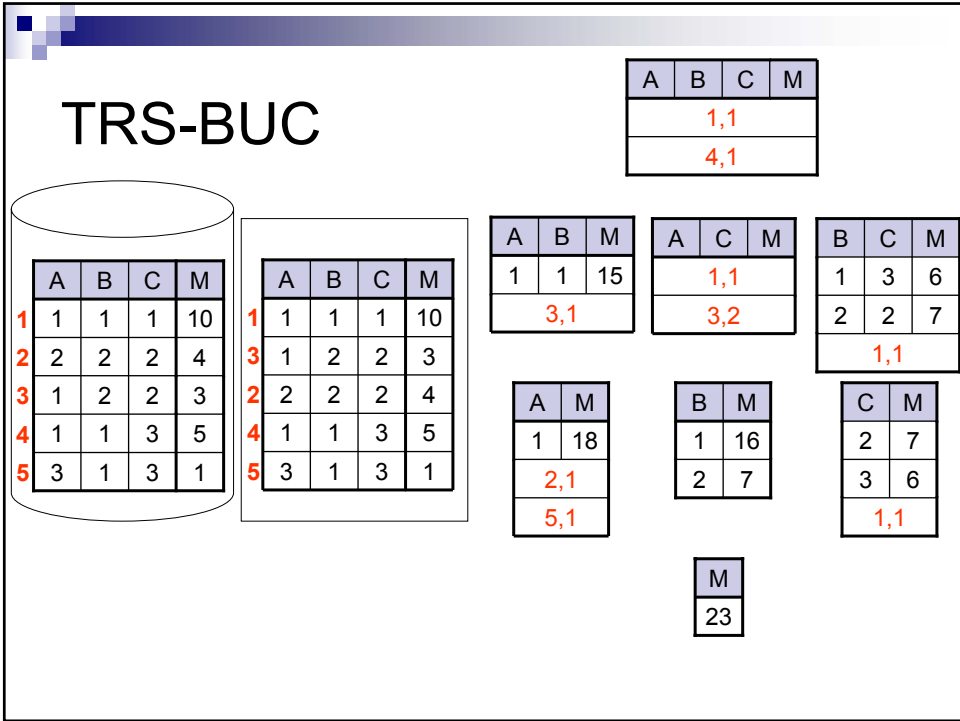 TRS-BUC
A B C M
1,1
4,1
A B C M
1 1 1 1 10
2 2 2 2 4
3 1 2 2 3
4 1 1 3 5
5 3 1 3 1
A B C M
1 1 1 1 10
3 1 2 2 3
2 2 2 2 4
4 1 1 3 5
5 3 1 3 1
A B M
1 1 15
3,1
A C M
1,1
3,2
B C M
1 3 6
2 2 7
1,1
A M
1 18
2,1
5,1
B M
1 16
2 7
C M
2 7
3 6
1,1
M
23